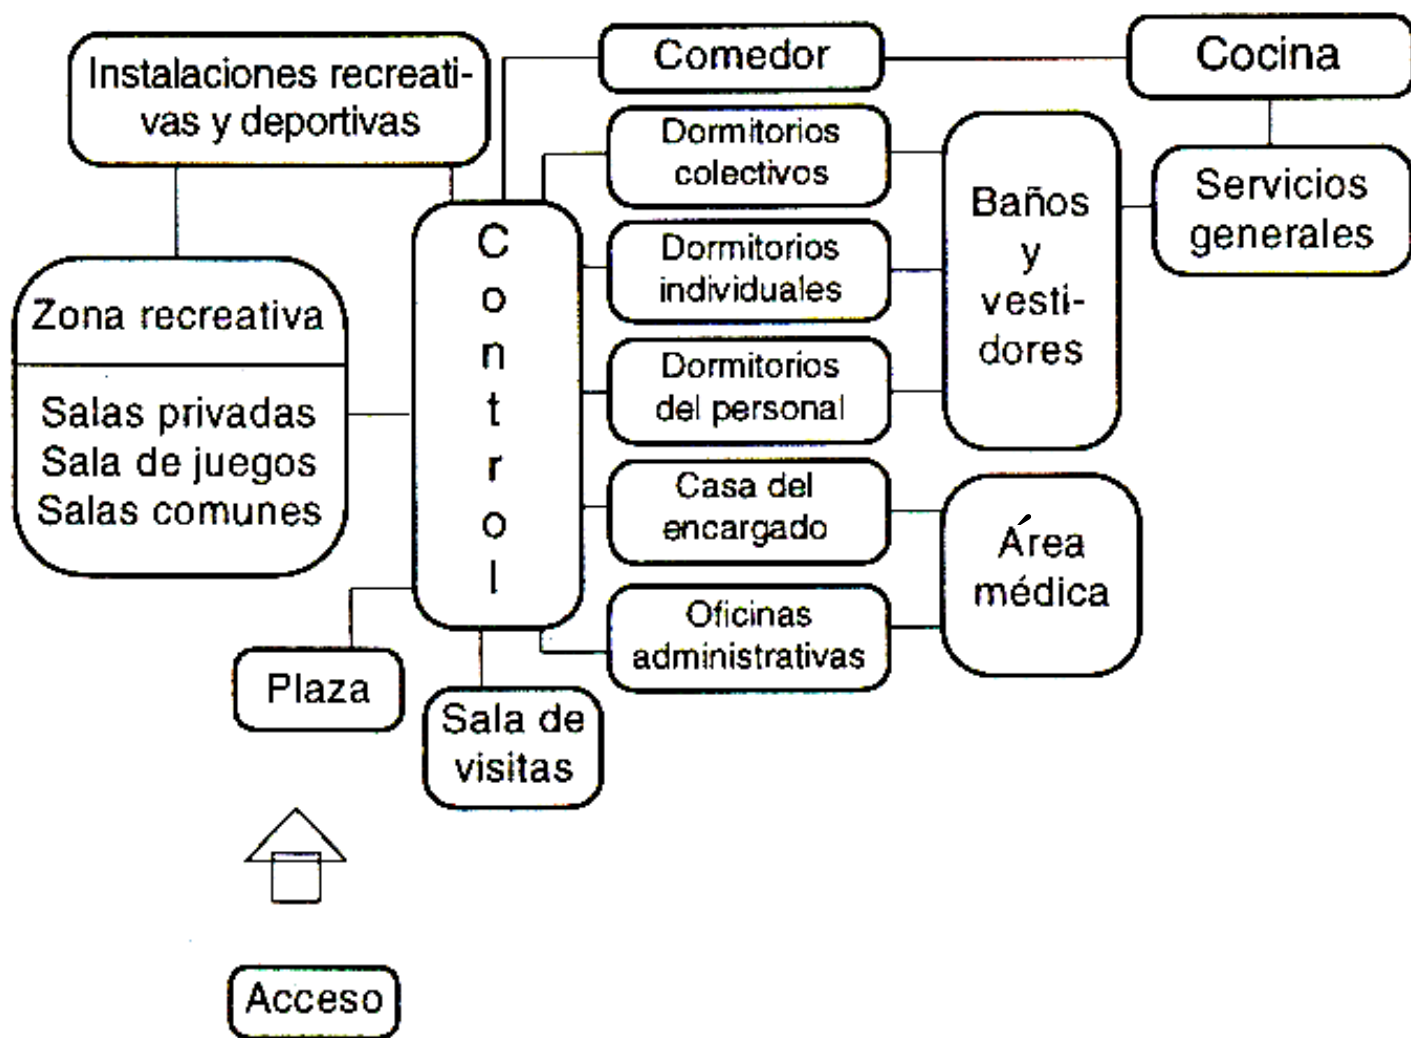 Instalaciones recreati-
vas y deportivas
Zona recreativa
Salas privadas
Sala de juegos
Salas comunes
Control
Plaza
Sala de
visitas
Acceso
Comedor
Dormitorios
colectivos
Dormitorios
individuales
Dormitorios
del personal
Casa del
encargado
Oficinas
administrativas
Cocina
Baños
y
vesti-
dores
Servicios
generales
Área
médica